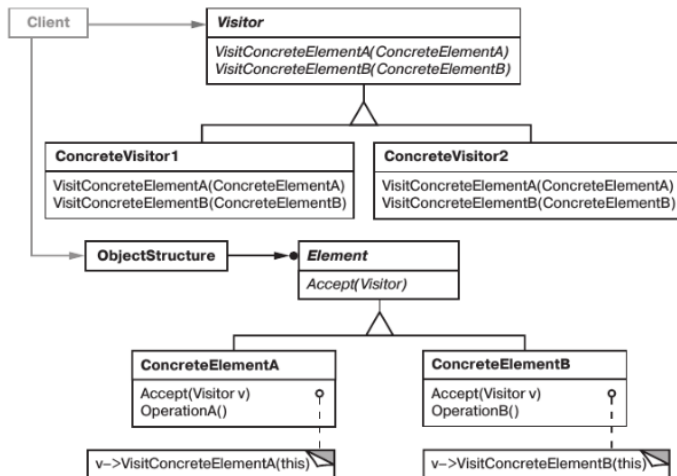 Client
Visitor
VisitConcreteElementA(ConcreteElementA)
VisitConcreteElementB(ConcreteElementB)
ConcreteVisitor1
VisitConcreteElementA(ConcreteElementA)
VisitConcreteElementB(ConcreteElementB)
ConcreteVisitor2
VisitConcreteElementA(ConcreteElementA)
VisitConcreteElementB(ConcreteElementB)
ObjectStructure
Element
Accept(Visitor)
ConcreteElementA
Accept(Visitor v)
OperationA()
ConcreteElementB
Accept(Visitor v)
OperationB()
v->VisitConcreteElementA(this)
v->VisitConcreteElementB(this)